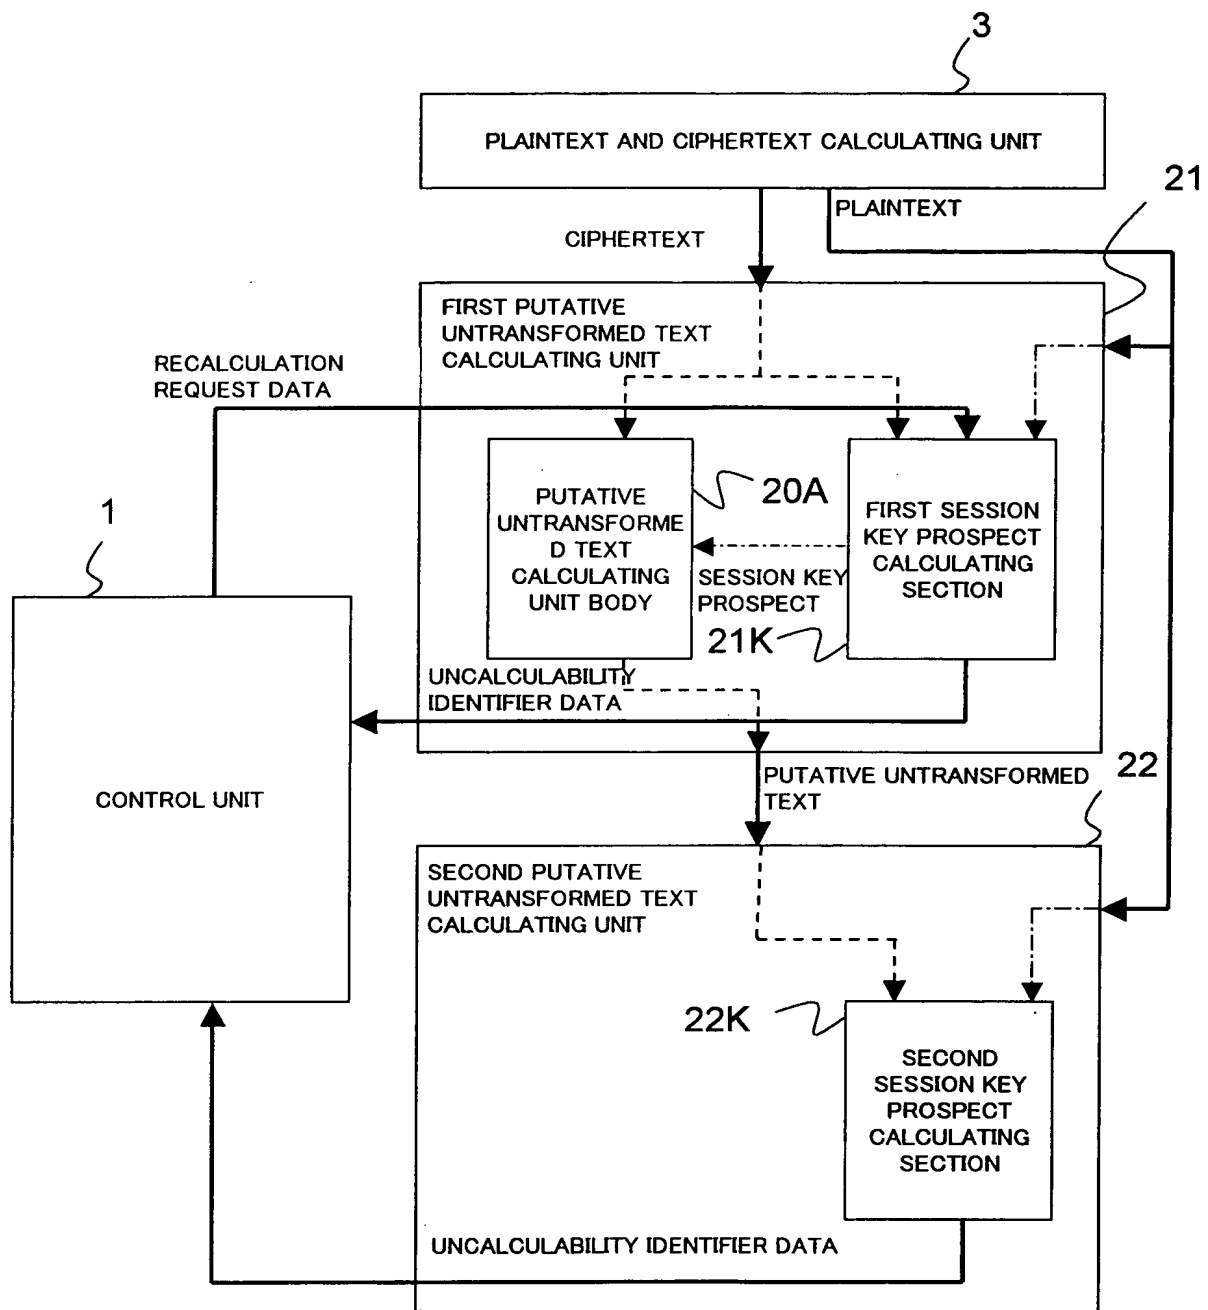 3
PLAINTEXT AND CIPHERTEXT CALCULATING UNIT
21
PLAINTEXT
CIPHERTEXT
FIRST PUTATIVE
UNTRANSFORMED TEXT
CALCULATING UNIT
RECALCULATION
REQUEST DATA
20A
PUTATIVE
UNTRANSFORME
D TEXT
CALCULATING
UNIT BODY
FIRST SESSION
KEY PROSPECT
CALCULATING
SECTION
1
SESSION KEY
PROSPECT
21K
UNCALCULABILITY
IDENTIFIER DATA
CONTROL UNIT
PUTATIVE UNTRANSFORMED
TEXT
22
SECOND PUTATIVE
UNTRANSFORMED TEXT
CALCULATING UNIT
22K
SECOND
SESSION KEY
PROSPECT
CALCULATING
SECTION
UNCALCULABILITY IDENTIFIER DATA